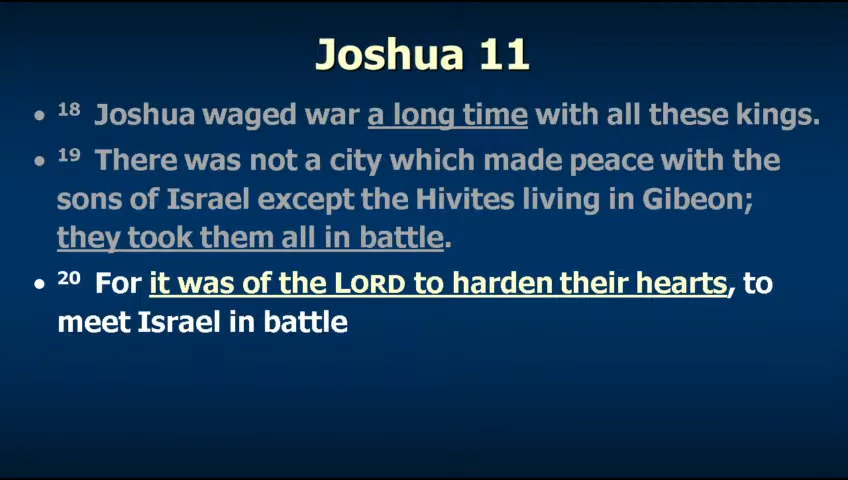 Joshua 11
• 18 Joshua waged war a long time with all these kings.
• 19 There was not a city which made peace with the
sons of Israel except the Hivites living in Gibeon;
they took them all in battle.
• 20 For it was of the LORD to harden their hearts, to
meet Israel in battle